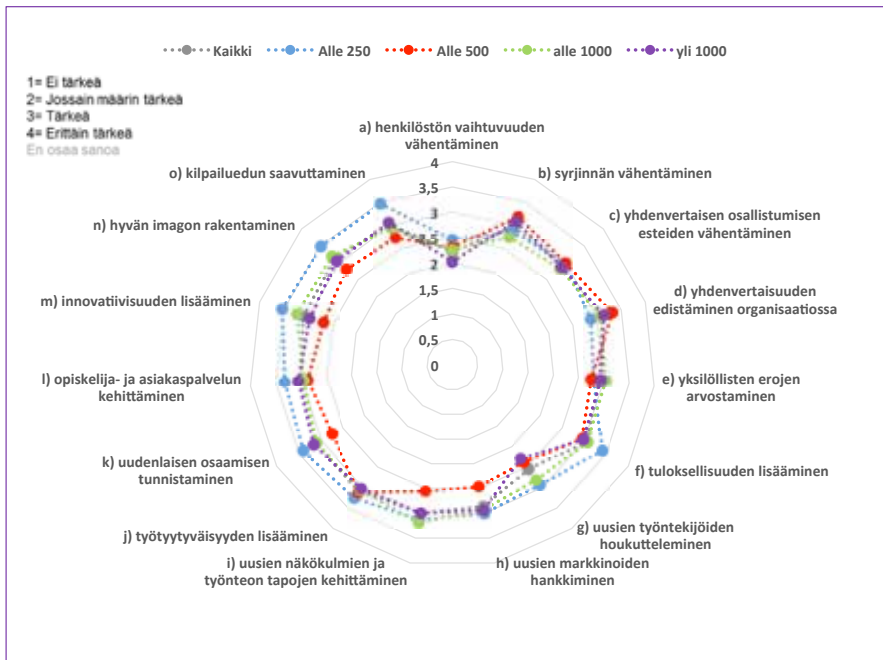 Kaikki Alle 250 Alle 500 alle 1000 yli 1000
1= Ei tärkeä
2= Jossain määrin tärkeä
3= Tärkeä
4= Erittäin tärkeä
En osaa sanoa
a) henkilöstön vaihtuvuuden
vähentäminen
b) syrjinnän vähentäminen
c) yhdenvertaisen osallistumisen
esteiden vähentäminen
d) yhdenvertaisuuden
edistäminen organisaatiossa
e) yksilöllisten erojen
arvostaminen
f) tuloksellisuuden lisääminen
g) uusien työntekijöiden
houkutteleminen
h) uusien markkinoiden
hankkiminen
i) uusien näkökulmien ja
työnteon tapojen kehittäminen
j) työtyytyväisyyden lisääminen
k) uudenlaisen osaamisen
tunnistaminen
l) opiskelija- ja asiakaspalvelun
kehittäminen
m) innovatiivisuuden lisääminen
n) hyvän imagon rakentaminen
o) kilpailuedun saavuttaminen
4
3,5
3
2,5
2
1,5
1
0,5
0